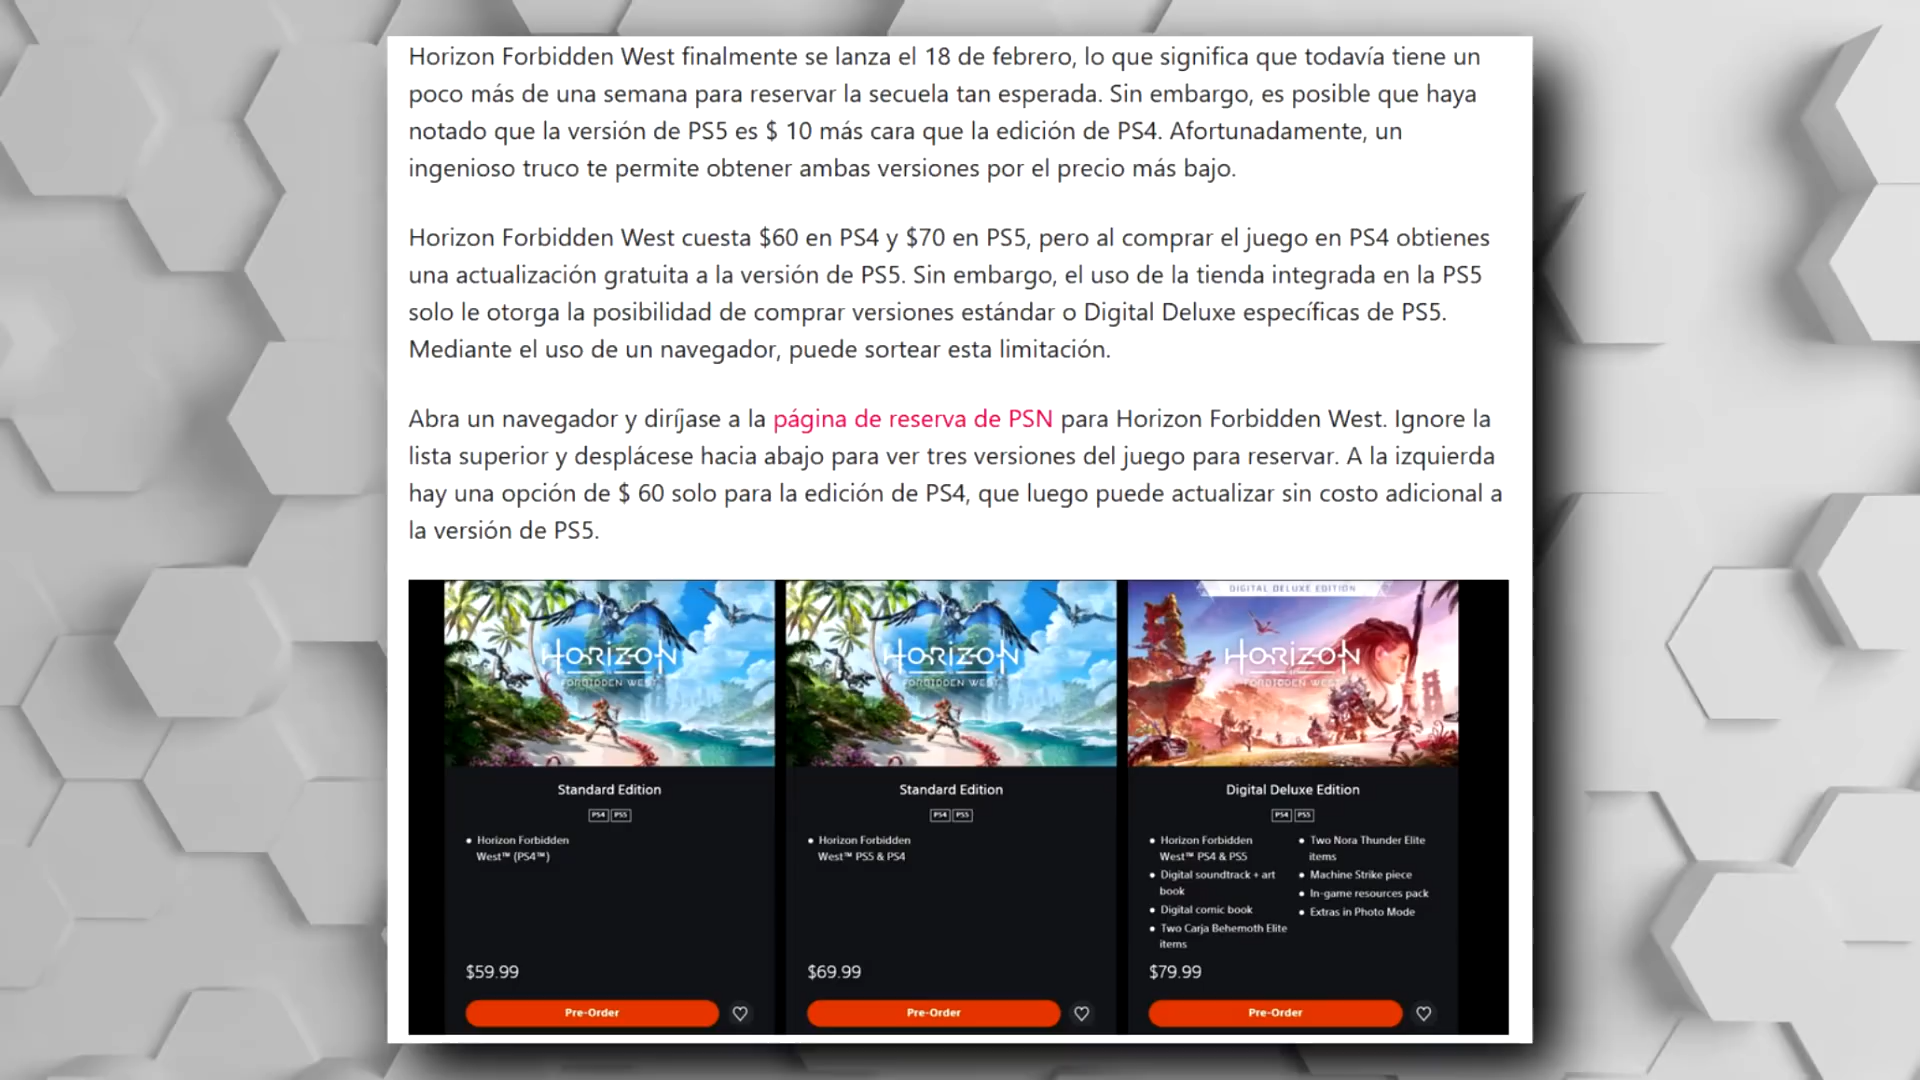 Horizon Forbidden West finalmente se lanza el 18 de febrero, lo que significa que todavía tiene un
poco más de una semana para reservar la secuela tan esperada. Sin embargo, es posible que haya
notado que la versión de PS5 es $ 10 más cara que la edición de PS4. Afortunadamente, un
ingenioso truco te permite obtener ambas versiones por el precio más bajo.
Horizon Forbidden West cuesta $60 en PS4 y $70 en PS5, pero al comprar el juego en PS4 obtienes
una actualización gratuita a la versión de PS5. Sin embargo, el uso de la tienda integrada en la PS5
solo le otorga la posibilidad de comprar versiones estándar o Digital Deluxe específicas de PS5.
Mediante el uso de un navegador, puede sortear esta limitación.
Abra un navegador y diríjase a la página de reserva de PSN para Horizon Forbidden West. Ignore la
lista superior y desplácese hacia abajo para ver tres versiones del juego para reservar. A la izquierda
hay una opción de $ 60 solo para la edición de PS4, que luego puede actualizar sin costo adicional a
la versión de PS5.
HORIZON
FORBIDDEN WEST
Standard Edition
PS4 PS5
Horizon Forbidden
West™ (PS4™)
$59.99
Pre-Order
HORIZON
FORBIDDEN WEST
Standard Edition
PS4 PS5
Horizon Forbidden
West™ PS5 & PS4
$69.99
Pre-Order
DIGITAL DELUXE EDITION
HORIZON
FORBIDDEN WEST
Digital Deluxe Edition
PS4 PS5
Horizon Forbidden
West™ PS4 & PS5
Digital soundtrack + art
book
Digital comic book
Two Carja Behemoth Elite
items
Two Nora Thunder Elite
items
Machine Strike piece
In-game resources pack
Extras in Photo Mode
$79.99
Pre-Order